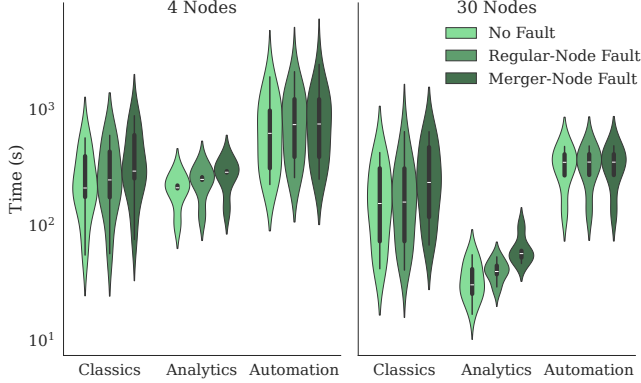 4 Nodes
30 Nodes
No Fault
Regular-Node Fault
Merger-Node Fault
Time (s)
10³
10²
10¹
Classics
Analytics
Automation
Classics
Analytics
Automation